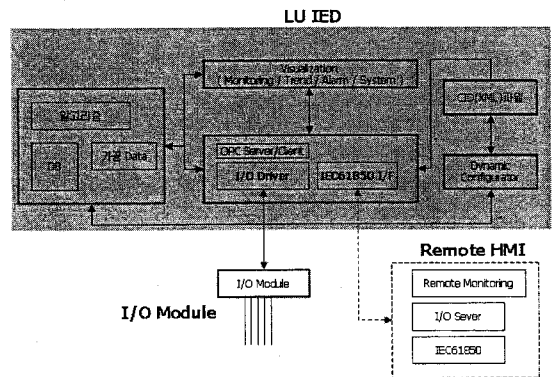 LU IED
Visualization
( Monitoring / Trend / Alarm / System )
CID(XML)파일
알고리즘
가공 Data
DB
OPC Server/Client
I/O Driver
IEC61850 I/F
Dynamic
Configurator
Remote HMI
I/O Module
Remote Monitoring
I/O Module
I/O Sever
IEC61850